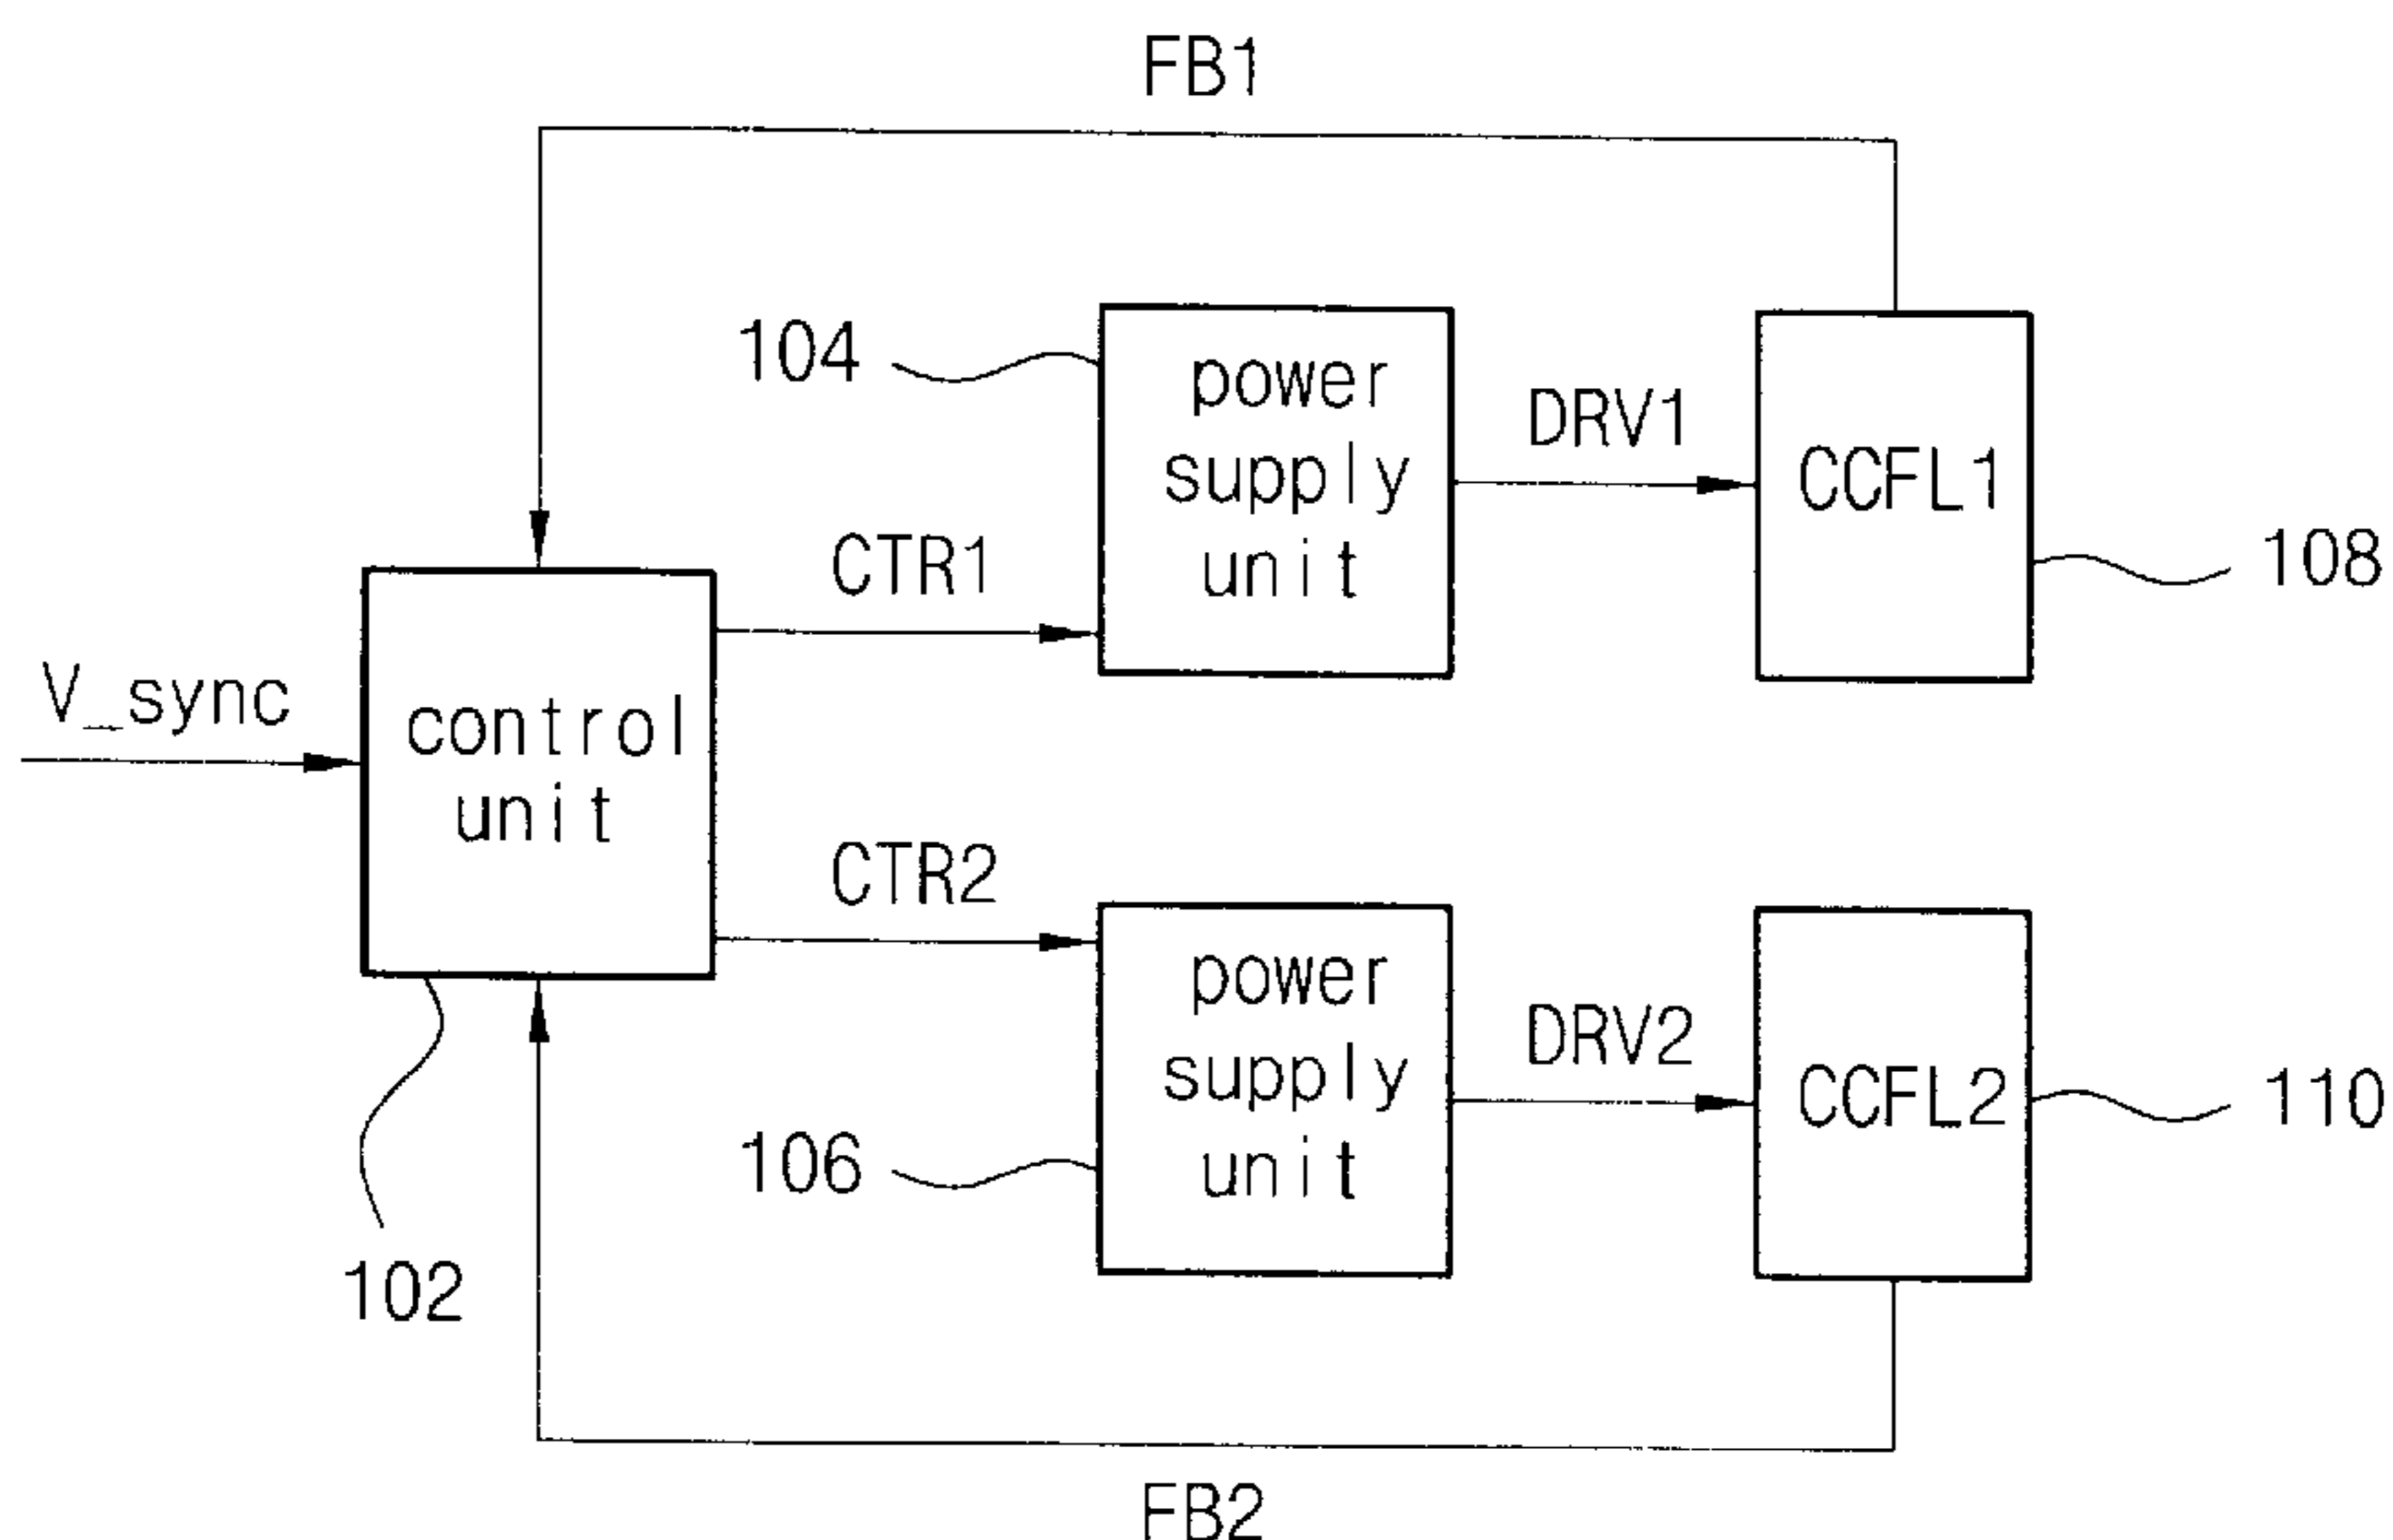 FB1
104
power
supply
unit
DRV1
CCFL1
108
CTR1
V_sync
control
unit
CTR2
power
supply
unit
DRV2
CCFL2
110
106
102
FB2